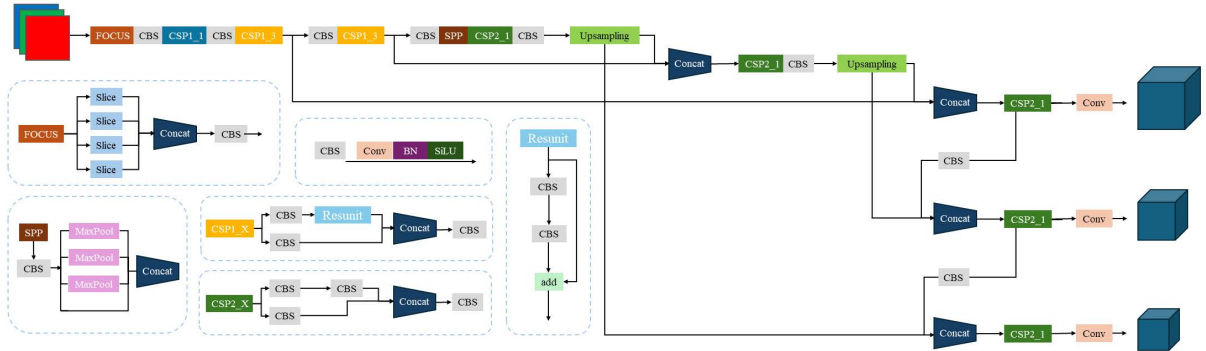 FOCUS CBS CSP1_1 CBS CSP1_3 CBS CSP1_3 CBS SPP CSP2_1 CBS Upsampling
Concat CSP2_1 CBS Upsampling
Concat CSP2_1 Conv
CBS
Concat CSP2_1 Conv
CBS
Concat CSP2_1 Conv
Slice
Slice
FOCUS Concat CBS
Slice
Slice
CBS Conv BN SiLU
Resunit
CBS
CBS
add
SPP
CBS
MaxPool
MaxPool
MaxPool
Concat
CSP1_X CBS Resunit
CBS
Concat CBS
CSP2_X CBS CBS
CBS
Concat CBS